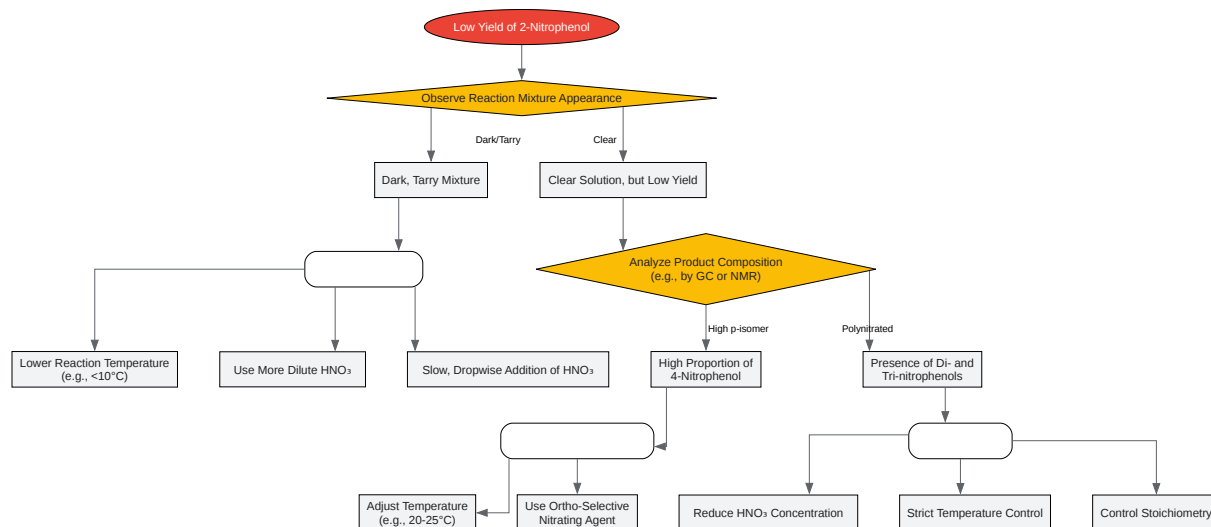 Low Yield of 2-Nitrophenol
Observe Reaction Mixture Appearance
Dark/Tarry
Clear
Dark, Tarry Mixture
Clear Solution, but Low Yield
Analyze Product Composition
(e.g., by GC or NMR)
High p-isomer
Polynitrated
Lower Reaction Temperature
(e.g., <10°C)
Use More Dilute HNO₃
Slow, Dropwise Addition of HNO₃
High Proportion of
4-Nitrophenol
Presence of Di- and
Tri-nitrophenols
Adjust Temperature
(e.g., 20-25°C)
Use Ortho-Selective
Nitrating Agent
Reduce HNO₃ Concentration
Strict Temperature Control
Control Stoichiometry